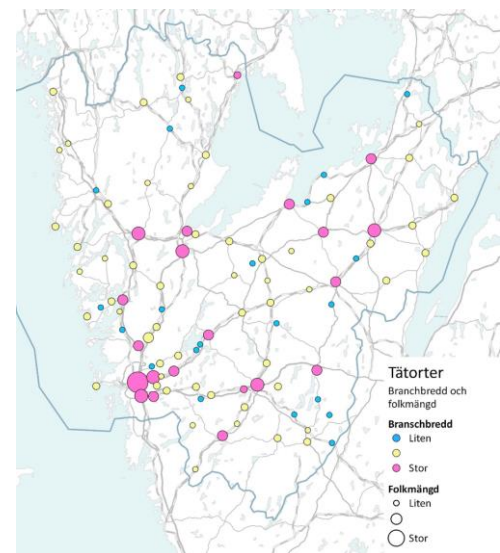 Tätorter
Branchbredd och
folkmängd
Branschbredd
Liten
Stor
Folkmängd
Liten
Stor